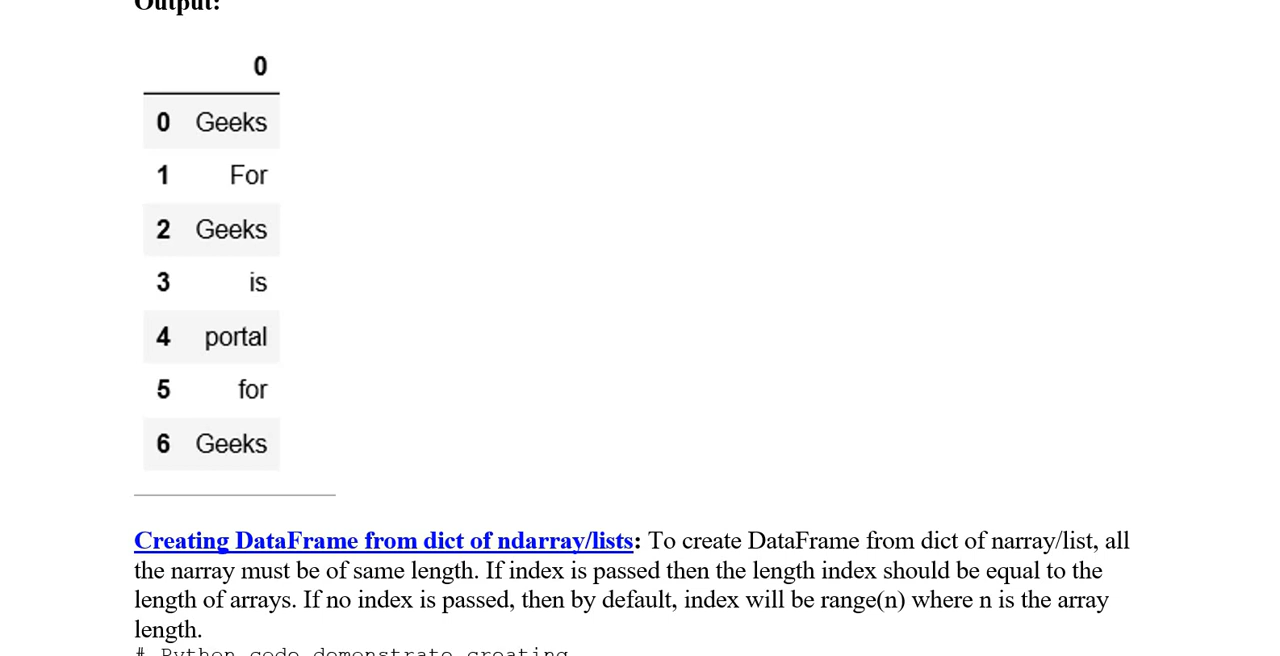 Output:
0
0 Geeks
1 For
2 Geeks
3 is
4 portal
5 for
6 Geeks
Creating DataFrame from dict of ndarray/lists: To create DataFrame from dict of narray/list, all
the narray must be of same length. If index is passed then the length index should be equal to the
length of arrays. If no index is passed, then by default, index will be range(n) where n is the array
length.
# Python code demonstrate creating